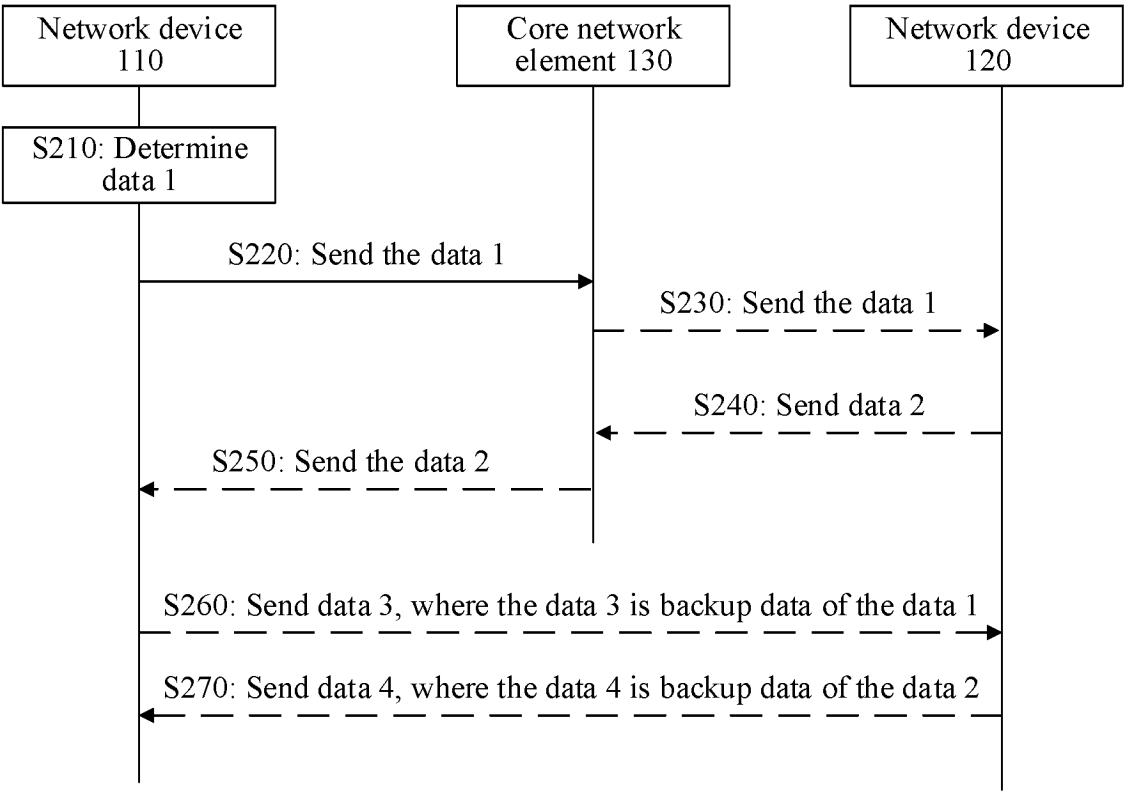 Network device
110
Core network
element 130
Network device
120
S210: Determine
data 1
S220: Send the data 1
S230: Send the data 1
S240: Send data 2
S250: Send the data 2
S260: Send data 3, where the data 3 is backup data of the data 1
S270: Send data 4, where the data 4 is backup data of the data 2